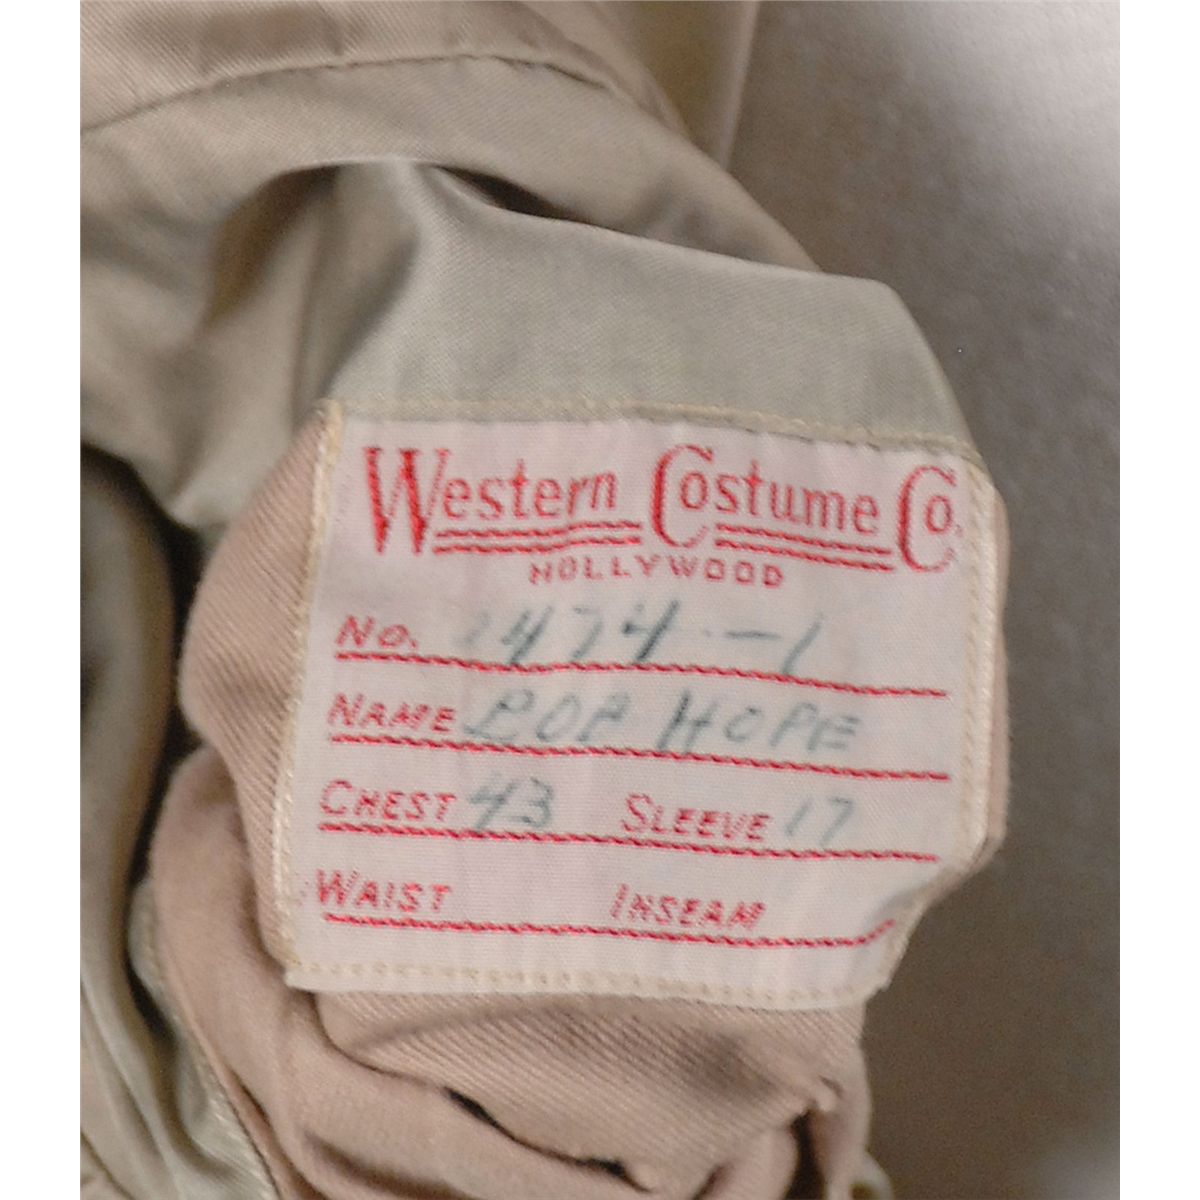 Western Costume Co.
HOLLYWOOD
No. 2474-1
NAME BOB HOPE
CHEST 43 SLEEVE 17
WAIST INSEAM